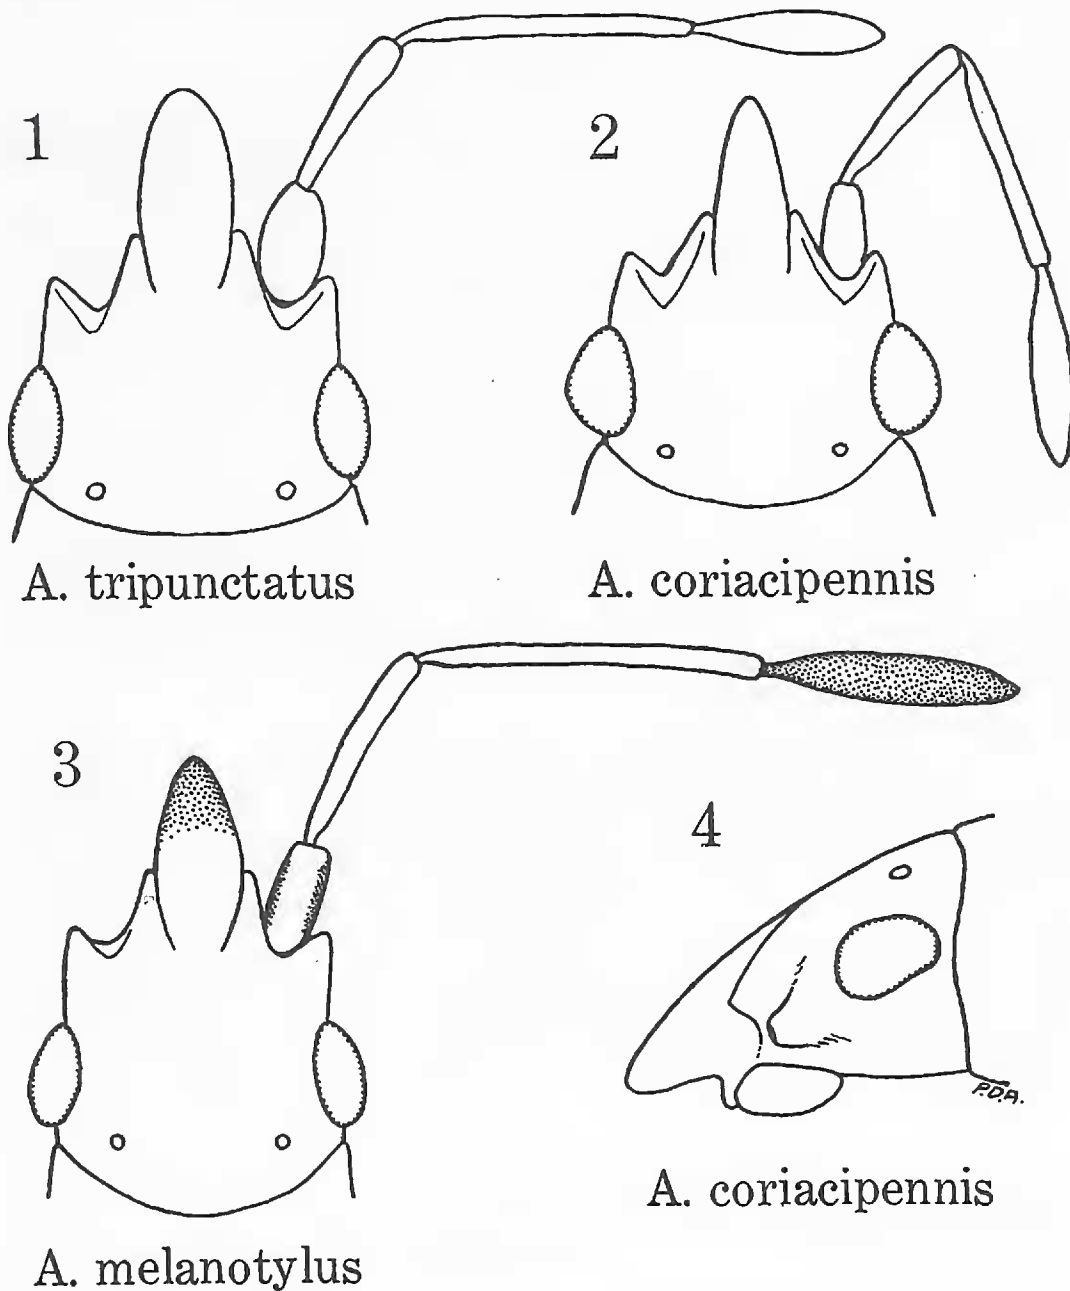 1
2
A. tripunctatus
A. coriacipennis
3
4
P.D.A.
A. coriacipennis
A. melanotylus